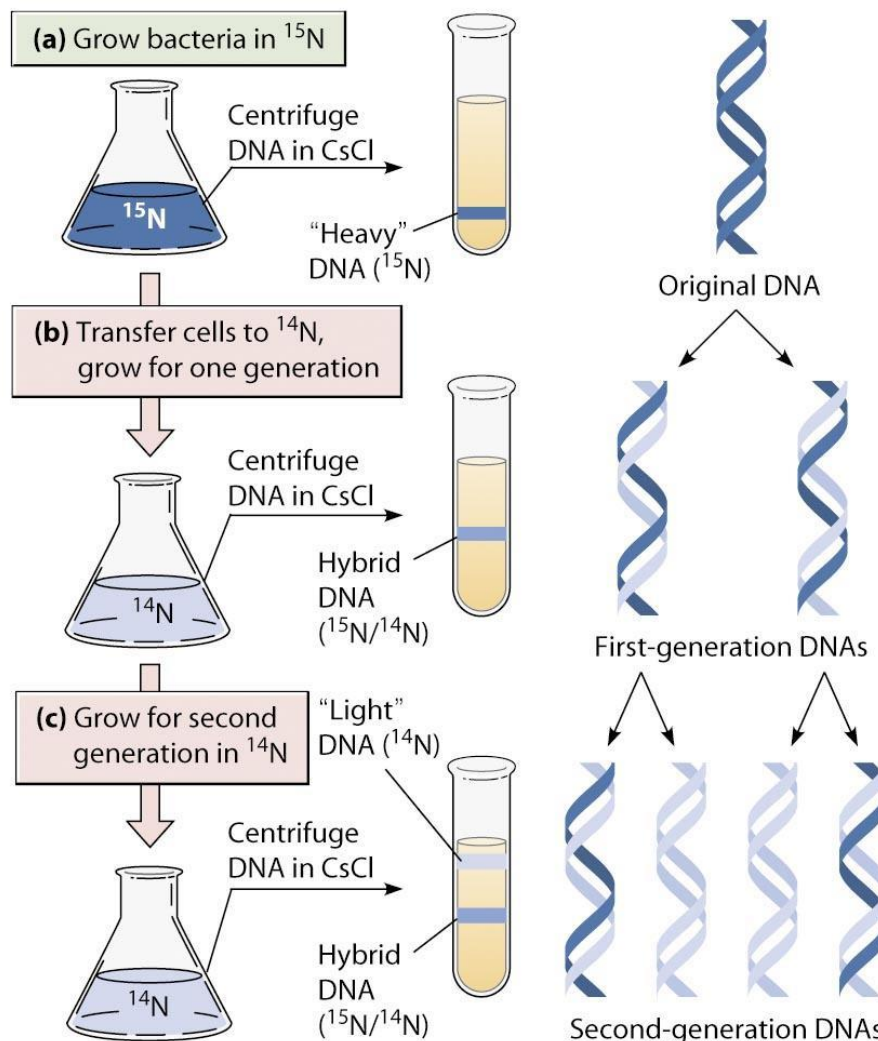 (a) Grow bacteria in ¹⁵N
Centrifuge
DNA in CsCl
¹⁵N
“Heavy”
DNA (¹⁵N)
Original DNA
(b) Transfer cells to ¹⁴N,
grow for one generation
Centrifuge
DNA in CsCl
¹⁴N
Hybrid
DNA
(¹⁵N/¹⁴N)
First-generation DNAs
(c) Grow for second
generation in ¹⁴N
“Light”
DNA (¹⁴N)
Centrifuge
DNA in CsCl
¹⁴N
Hybrid
DNA
(¹⁵N/¹⁴N)
Second-generation DNAs